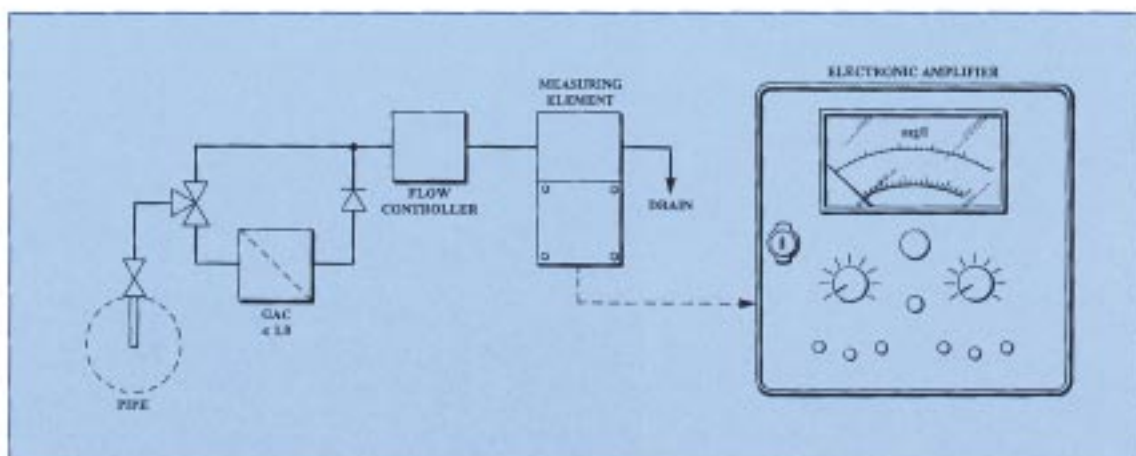 PIPE
GAC
FLOW
CONTROLLER
MEASURING
ELEMENT
DRAIN
ELECTRONIC AMPLIFIER
mg/l